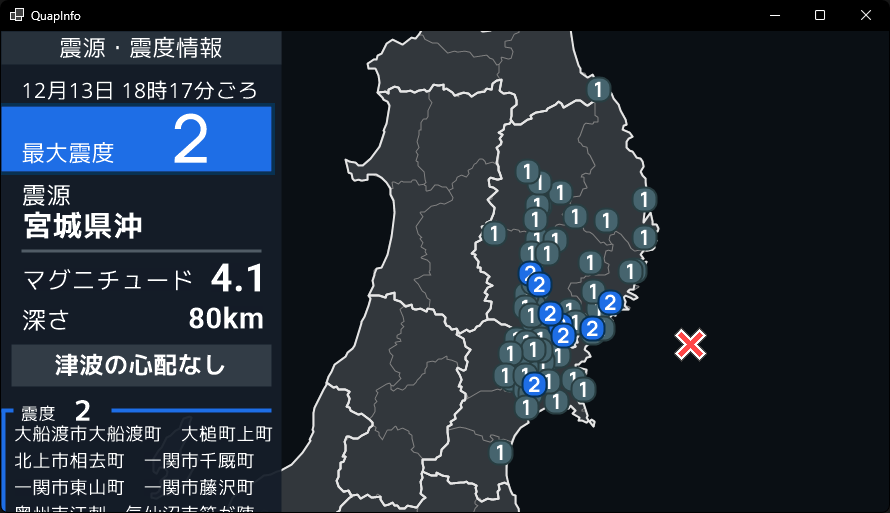 QuapInfo
震源・震度情報
12月13日 18時17分ごろ
最大震度 2
震源
宮城県沖
マグニチュード 4.1
深さ 80km
津波の心配なし
震度 2
大船渡市大船渡町 大槌町上町
北上市相去町 一関市千厩町
一関市東山町 一関市藤沢町